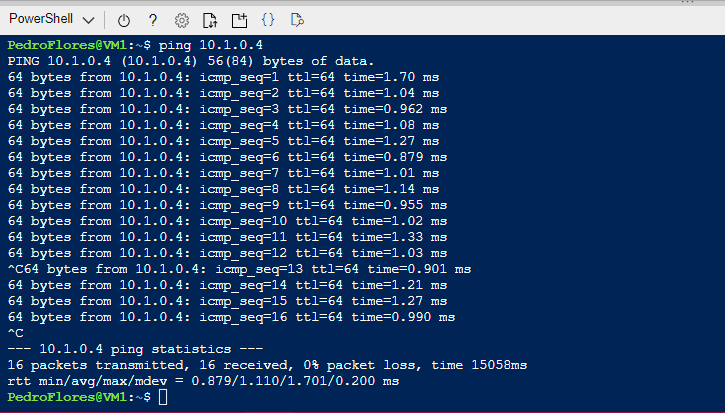 PowerShell
?
{}
PedroFlores@VM1:~$ ping 10.1.0.4
PING 10.1.0.4 (10.1.0.4) 56(84) bytes of data.
64 bytes from 10.1.0.4: icmp_seq=1 ttl=64 time=1.70 ms
64 bytes from 10.1.0.4: icmp_seq=2 ttl=64 time=1.04 ms
64 bytes from 10.1.0.4: icmp_seq=3 ttl=64 time=0.962 ms
64 bytes from 10.1.0.4: icmp_seq=4 ttl=64 time=1.08 ms
64 bytes from 10.1.0.4: icmp_seq=5 ttl=64 time=1.27 ms
64 bytes from 10.1.0.4: icmp_seq=6 ttl=64 time=0.879 ms
64 bytes from 10.1.0.4: icmp_seq=7 ttl=64 time=1.01 ms
64 bytes from 10.1.0.4: icmp_seq=8 ttl=64 time=1.14 ms
64 bytes from 10.1.0.4: icmp_seq=9 ttl=64 time=0.955 ms
64 bytes from 10.1.0.4: icmp_seq=10 ttl=64 time=1.02 ms
64 bytes from 10.1.0.4: icmp_seq=11 ttl=64 time=1.33 ms
64 bytes from 10.1.0.4: icmp_seq=12 ttl=64 time=1.03 ms
^C64 bytes from 10.1.0.4: icmp_seq=13 ttl=64 time=0.901 ms
64 bytes from 10.1.0.4: icmp_seq=14 ttl=64 time=1.21 ms
64 bytes from 10.1.0.4: icmp_seq=15 ttl=64 time=1.27 ms
64 bytes from 10.1.0.4: icmp_seq=16 ttl=64 time=0.990 ms
^C
--- 10.1.0.4 ping statistics ---
16 packets transmitted, 16 received, 0% packet loss, time 15058ms
rtt min/avg/max/mdev = 0.879/1.110/1.701/0.200 ms
PedroFlores@VM1:~$